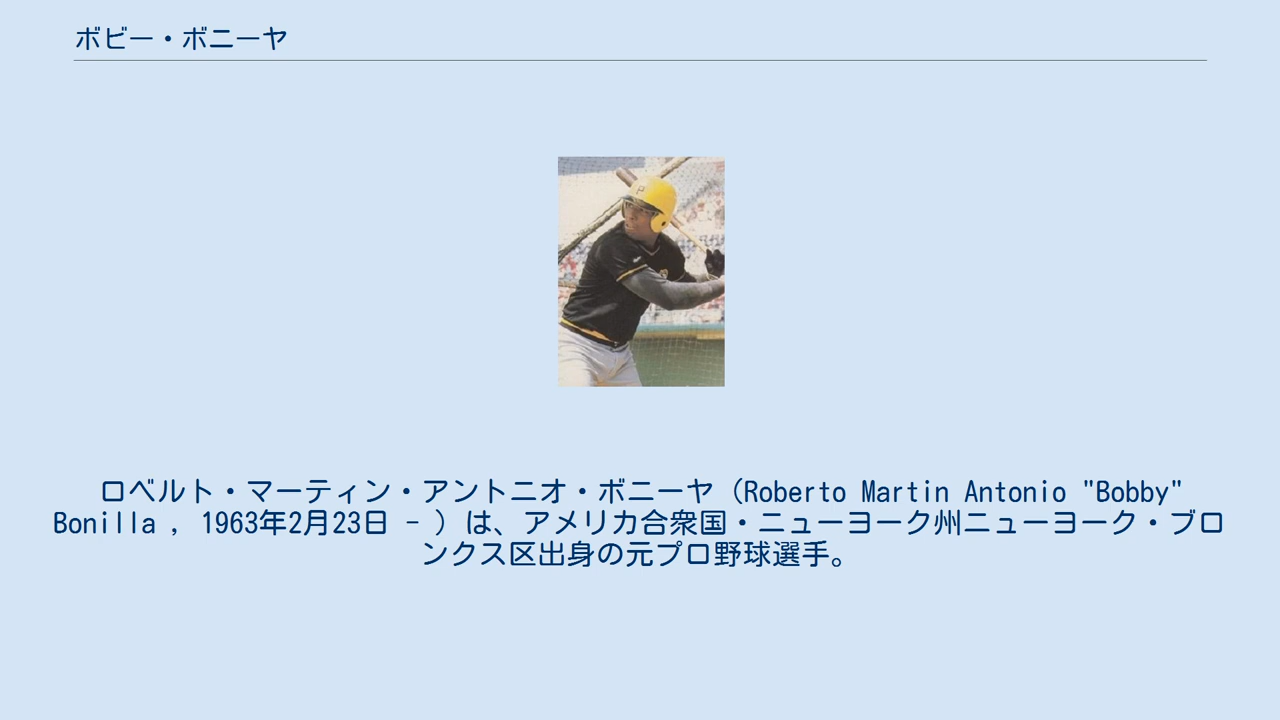 ボビー・ボニーヤ
ロベルト・マーティン・アントニオ・ボニーヤ（Roberto Martin Antonio "Bobby"
Bonilla , 1963年2月23日 - ）は、アメリカ合衆国・ニューヨーク州ニューヨーク・ブロ
ンクス区出身の元プロ野球選手。